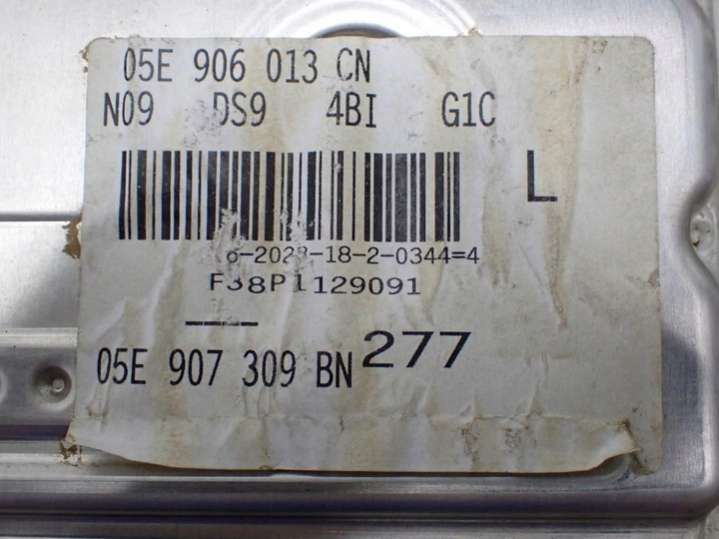 05E 906 013 CN
N09 DS9 4BI G1C
L
-18-2-0344=4
F38P1129091
05E 907 309 BN 277